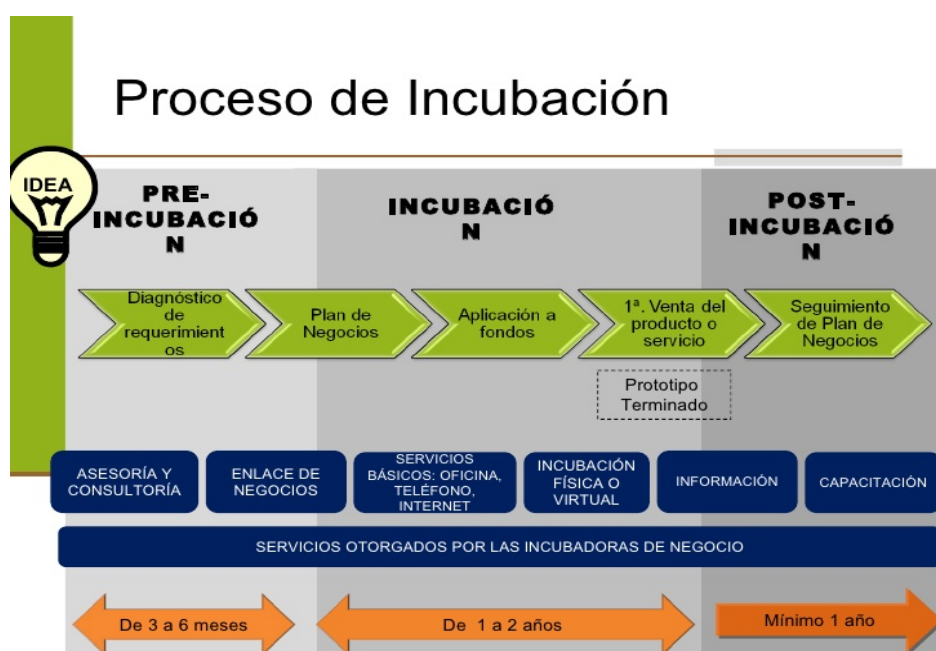 Proceso de Incubación
IDEA
PRE-
INCUBACIÓ
N
INCUBACIÓ
N
POST-
INCUBACIÓ
N
Diagnóstico
de
requerimient
os
Plan de
Negocios
Aplicación a
fondos
1ª. Venta del
producto o
servicio
Seguimiento
de Plan de
Negocios
Prototipo
Terminado
ASESORÍA Y
CONSULTORÍA
ENLACE DE
NEGOCIOS
SERVICIOS
BÁSICOS: OFICINA,
TELÉFONO,
INTERNET
INCUBACIÓN
FÍSICA O
VIRTUAL
INFORMACIÓN
CAPACITACIÓN
SERVICIOS OTORGADOS POR LAS INCUBADORAS DE NEGOCIO
De 3 a 6 meses
De 1 a 2 años
Mínimo 1 año